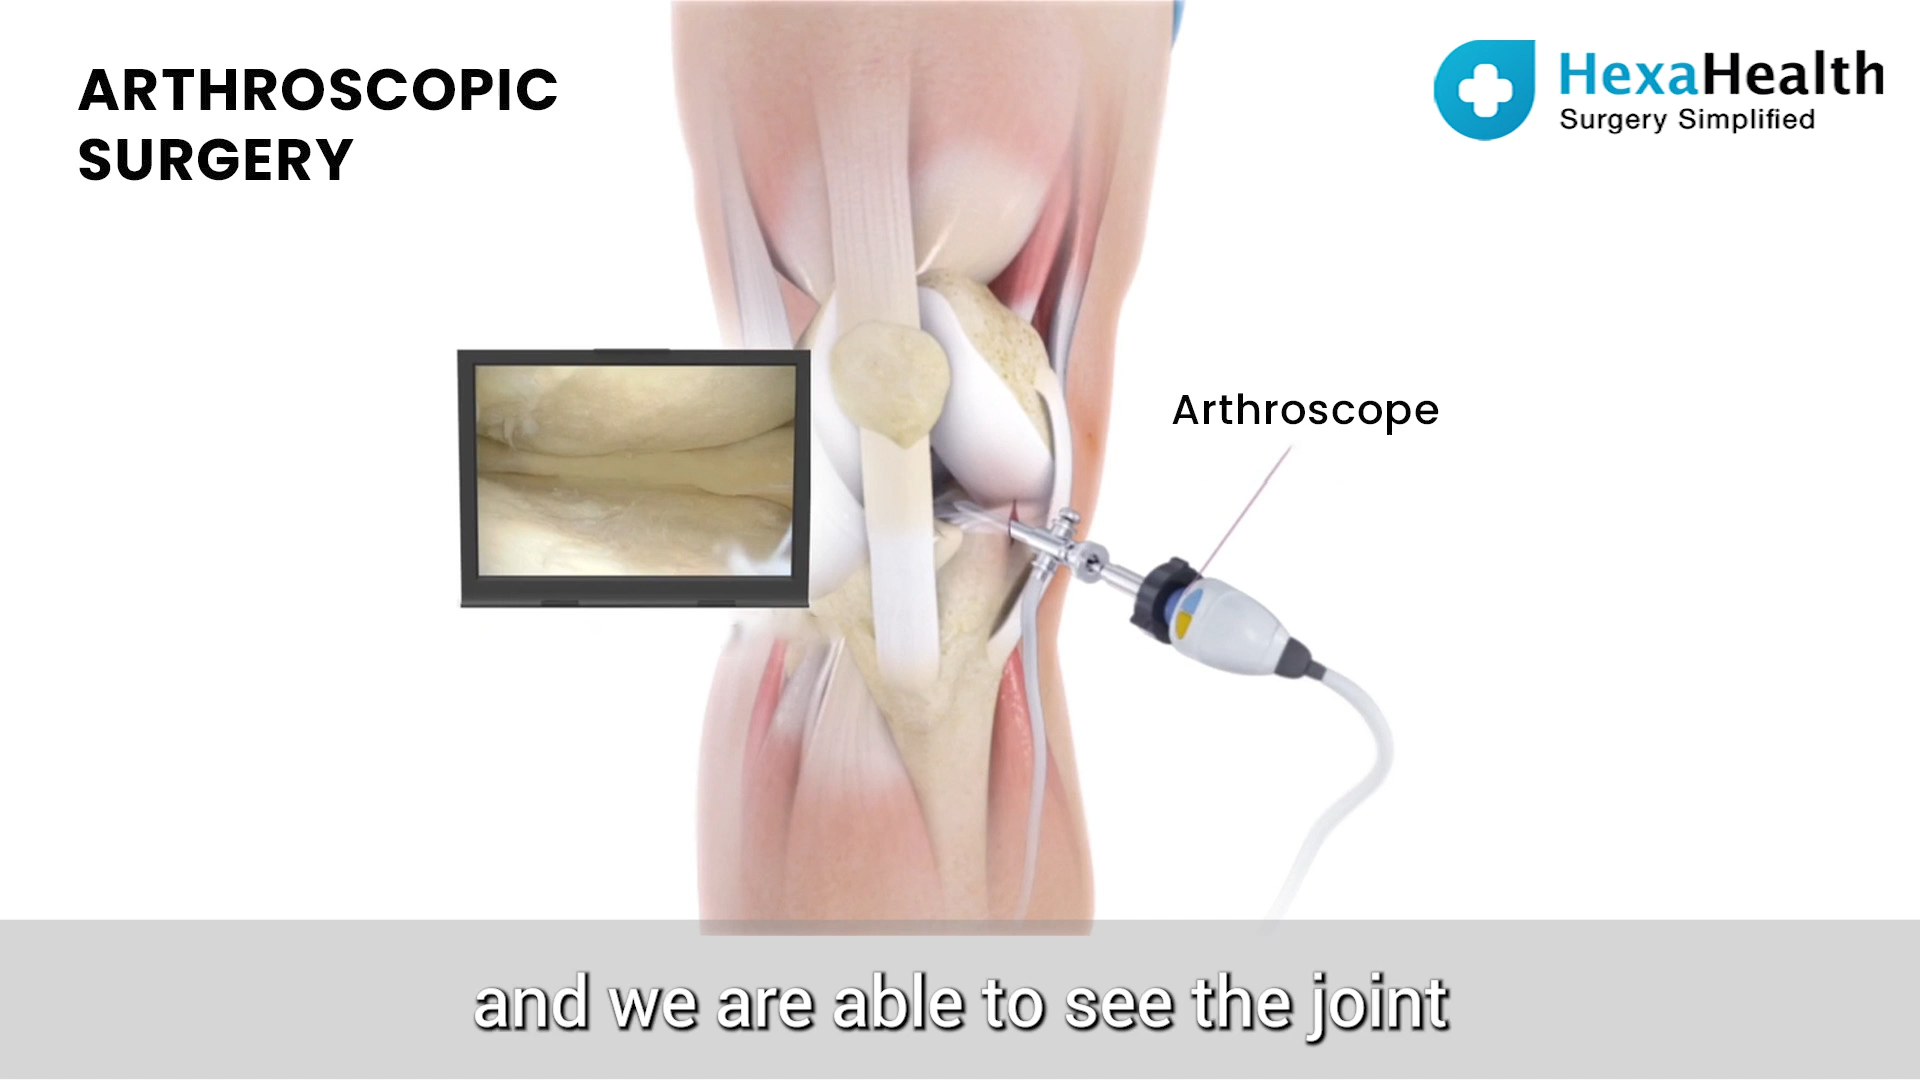 ARTHROSCOPIC
SURGERY
HexaHealth
Surgery Simplified
Arthroscope
and we are able to see the joint